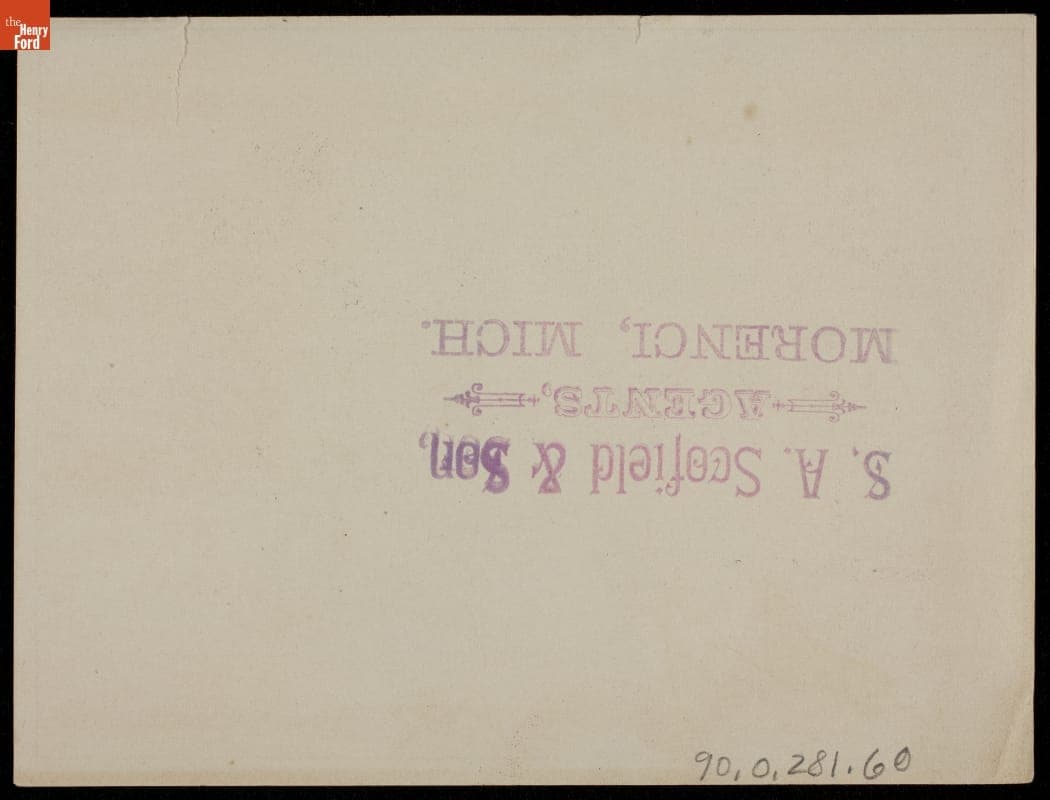 the
Henry
Ford
S. A. Scofield & Son,
AGENTS,
MORENCI, MICH.
90.0.281.60